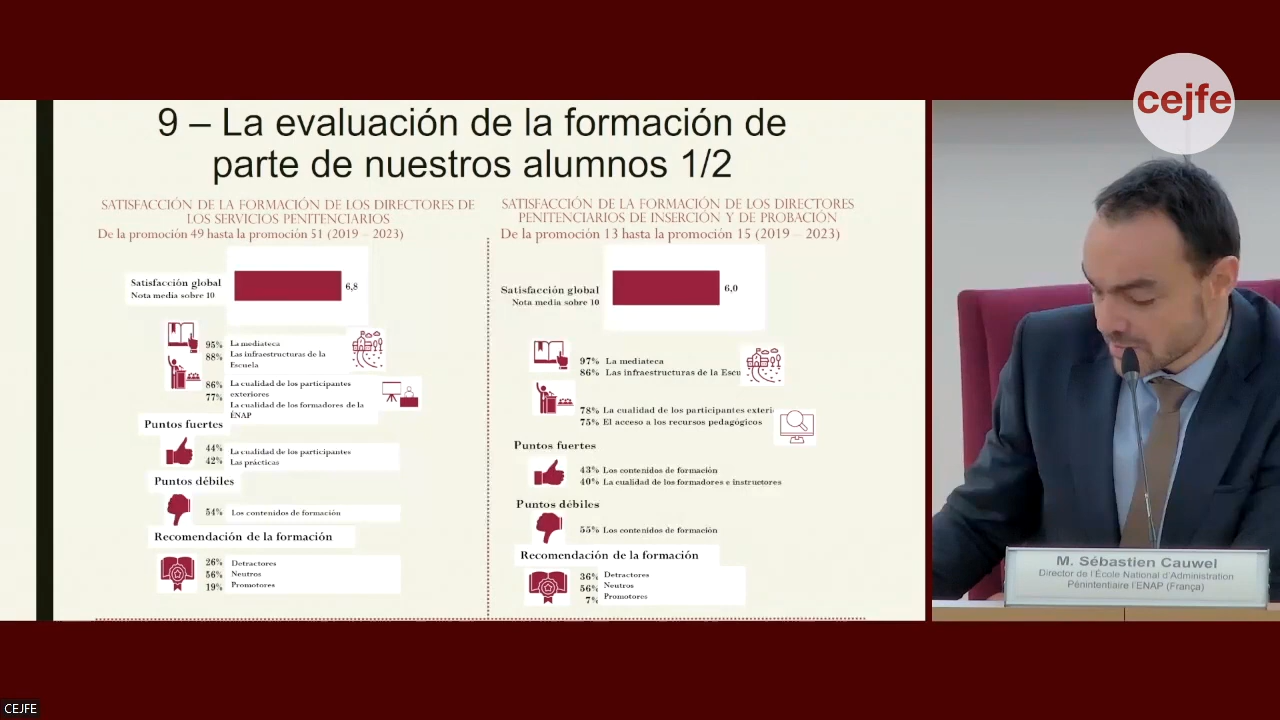 cejfe
9 – La evaluación de la formación de
parte de nuestros alumnos 1/2
SATISFACCIÓN DE LA FORMACIÓN DE LOS DIRECTORES DE
LOS SERVICIOS PENITENCIARIOS
De la promoción 49 hasta la promoción 51 (2019 – 2023)
Satisfacción global
Nota media sobre 10
6,8
95% La mediateca
88% Las infraestructuras de la
Escuela
86% La cualidad de los participantes
exteriores
77% La cualidad de los formadores de la
ÉNAP
Puntos fuertes
44% La cualidad de los participantes
42% Las prácticas
Puntos débiles
54% Los contenidos de formación
Recomendación de la formación
26% Detractores
56% Neutros
19% Promotores
SATISFACCIÓN DE LA FORMACIÓN DE LOS DIRECTORES
PENITENCIARIOS DE INSERCIÓN Y DE PROBACIÓN
De la promoción 13 hasta la promoción 15 (2019 – 2023)
Satisfacción global
Nota media sobre 10
6,0
97% La mediateca
86% Las infraestructuras de la Escu
78% La cualidad de los participantes exteri
75% El acceso a los recursos pedagógicos
Puntos fuertes
43% Los contenidos de formación
40% La cualidad de los formadores e instructores
Puntos débiles
55% Los contenidos de formación
Recomendación de la formación
36% Detractores
56% Neutros
7% Promotores
M. Sébastien Cauwel
Director de l'École National d'Administration
Pénintentiaire l'ENAP (França)
CEJFE